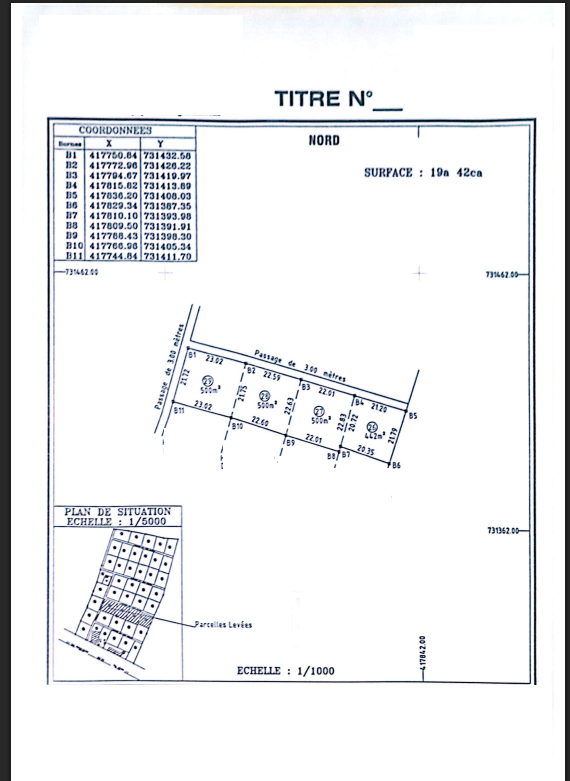 TITRE N°__
COORDONNEES
Bornes X Y
B1 417750.84 731432.58
B2 417772.96 731426.22
B3 417794.67 731419.97
B4 417815.82 731413.89
B5 417836.20 731408.03
B6 417829.34 731387.35
B7 417810.10 731393.98
B8 417809.50 731391.91
B9 417788.43 731398.30
B10 417766.96 731405.34
B11 417744.84 731411.70
NORD
SURFACE : 19a 42ca
731462.00
731462.00
Passage de 3.00 mètres
Passage de 3.00 mètres
B1
23.02
B2
22.59
B3
22.01
B4
21.20
B5
21.72
500m²
21.75
28
500m²
22.63
27
500m²
22.83
20.72
26
442m²
21.79
B11
23.02
B10
22.60
B9
22.01
B8
B7
20.35
B6
PLAN DE SITUATION
ECHELLE : 1/5000
731362.00
Parcelles Levées
417842.00
ECHELLE : 1/1000